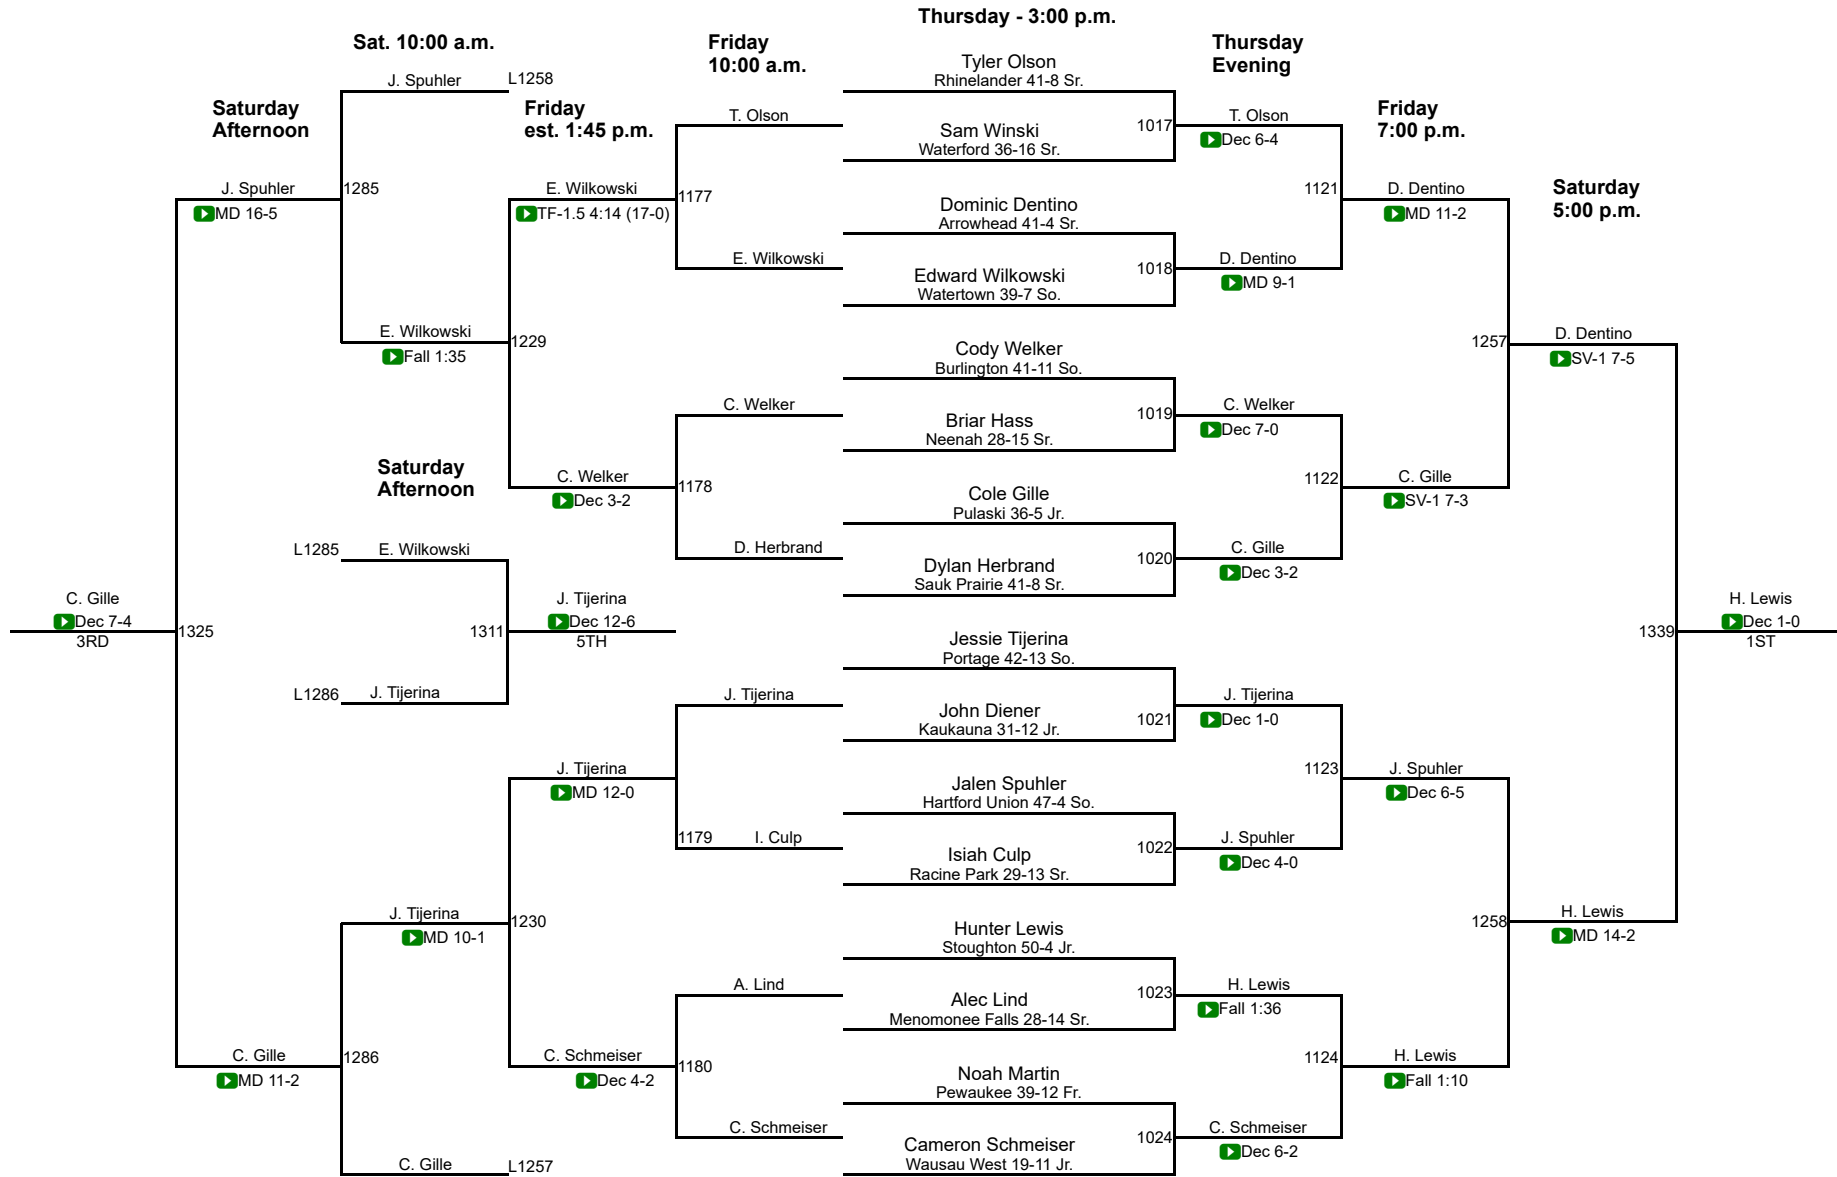 Thursday - 3:00 p.m.
Sat. 10:00 a.m.
Friday
10:00 a.m.
Thursday
Evening
Saturday
Afternoon
Friday
est. 1:45 p.m.
Friday
7:00 p.m.
Saturday
5:00 p.m.
Saturday
Afternoon
C. Gille
Dec 7-4
3RD
1325
J. Spuhler
MD 16-5
1285
C. Gille
MD 11-2
1286
J. Spuhler
L1258
E. Wilkowski
Fall 1:35
1229
L1285
E. Wilkowski
L1286
J. Tijerina
1311
J. Tijerina
Dec 12-6
5TH
J. Tijerina
MD 10-1
1230
C. Gille
L1257
E. Wilkowski
TF-1.5 4:14 (17-0)
1177
C. Welker
Dec 3-2
1178
J. Tijerina
MD 12-0
1179
C. Schmeiser
Dec 4-2
1180
T. Olson
E. Wilkowski
C. Welker
D. Herbrand
J. Tijerina
I. Culp
A. Lind
C. Schmeiser
Tyler Olson
Rhinelander 41-8 Sr.
1017
Sam Winski
Waterford 36-16 Sr.
Dominic Dentino
Arrowhead 41-4 Sr.
1018
Edward Wilkowski
Watertown 39-7 So.
Cody Welker
Burlington 41-11 So.
1019
Briar Hass
Neenah 28-15 Sr.
Cole Gille
Pulaski 36-5 Jr.
1020
Dylan Herbrand
Sauk Prairie 41-8 Sr.
Jessie Tijerina
Portage 42-13 So.
1021
John Diener
Kaukauna 31-12 Jr.
Jalen Spuhler
Hartford Union 47-4 So.
1022
Isiah Culp
Racine Park 29-13 Sr.
Hunter Lewis
Stoughton 50-4 Jr.
1023
Alec Lind
Menomonee Falls 28-14 Sr.
Noah Martin
Pewaukee 39-12 Fr.
1024
Cameron Schmeiser
Wausau West 19-11 Jr.
T. Olson
Dec 6-4
1121
D. Dentino
MD 9-1
C. Welker
Dec 7-0
1122
C. Gille
Dec 3-2
J. Tijerina
Dec 1-0
1123
J. Spuhler
Dec 4-0
H. Lewis
Fall 1:36
1124
C. Schmeiser
Dec 6-2
D. Dentino
MD 11-2
1257
C. Gille
SV-1 7-3
J. Spuhler
Dec 6-5
1258
H. Lewis
Fall 1:10
D. Dentino
SV-1 7-5
1339
H. Lewis
MD 14-2
H. Lewis
Dec 1-0
1ST